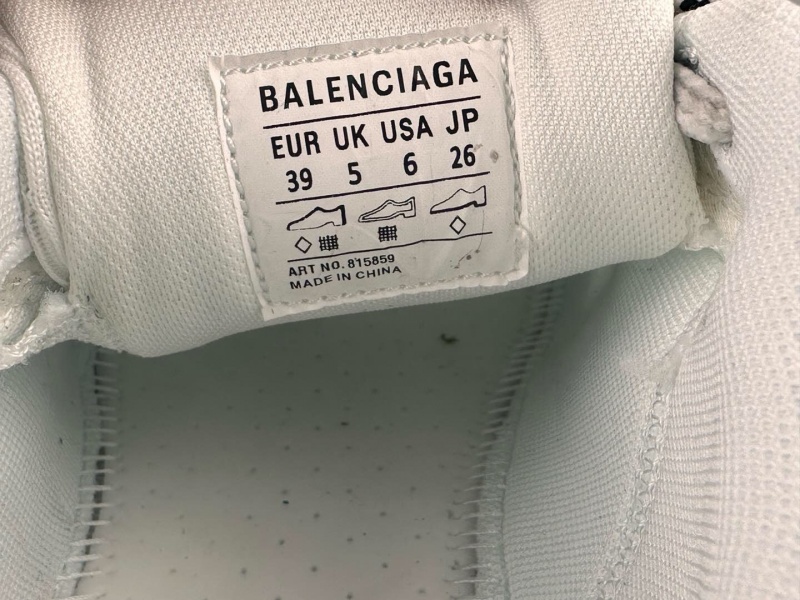 BALENCIAGA
EUR UK USA JP
39 5 6 26
ART NO. 815859
MADE IN CHINA